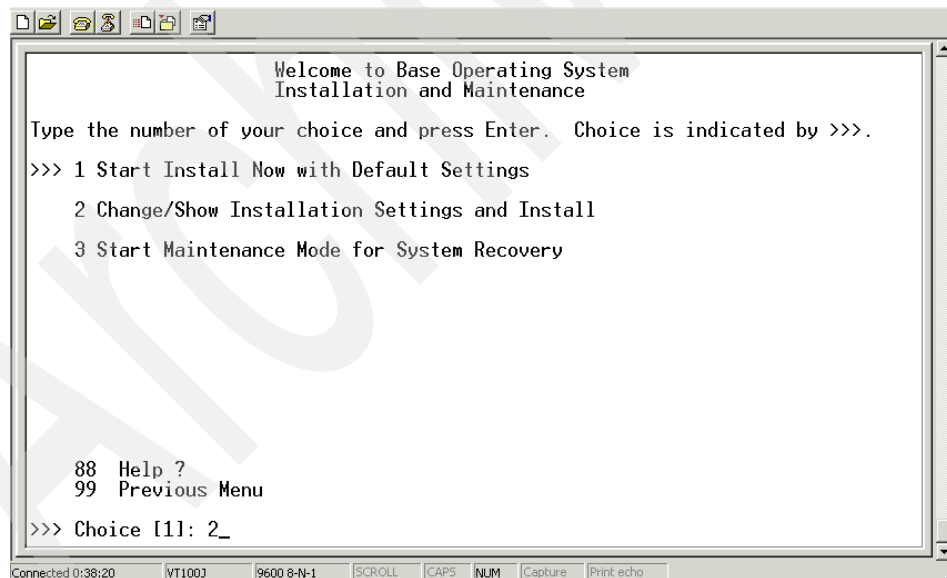 Welcome to Base Operating System
Installation and Maintenance
Type the number of your choice and press Enter. Choice is indicated by >>>.
>>> 1 Start Install Now with Default Settings
2 Change/Show Installation Settings and Install
3 Start Maintenance Mode for System Recovery
88 Help ?
99 Previous Menu
>>> Choice [1]: 2_
Connected 0:38:20 VT100J 9600 8-N-1 SCROLL CAPS NUM Capture Print echo